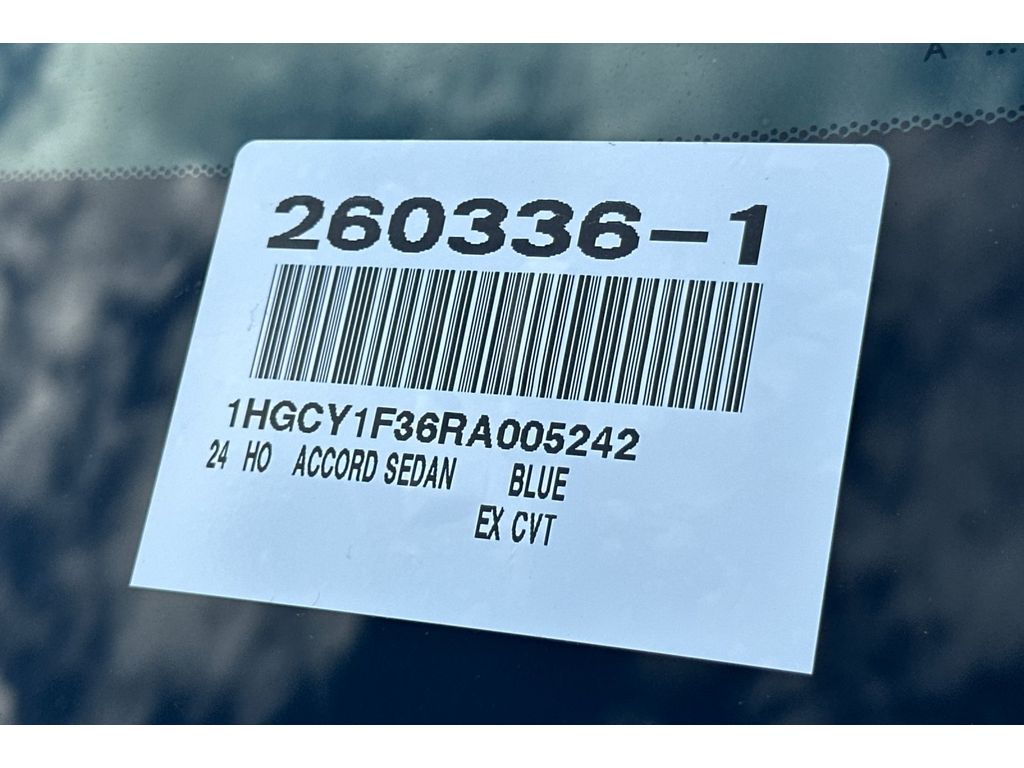 260336-1
1HGCY1F36RA005242
24 HO ACCORD SEDAN BLUE
EX CVT